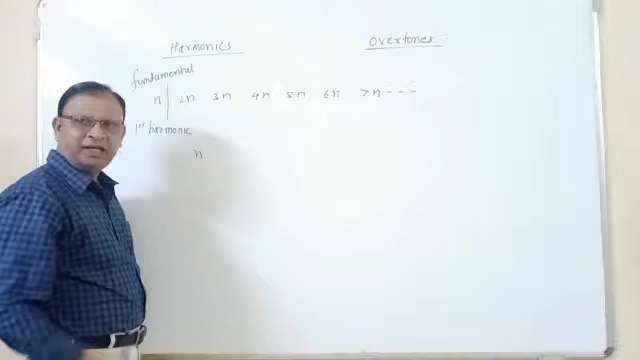 Harmonics Overtones
fundamental
n | 2n 3n 4n 5n 6n 7n - - -
1st harmonic
n